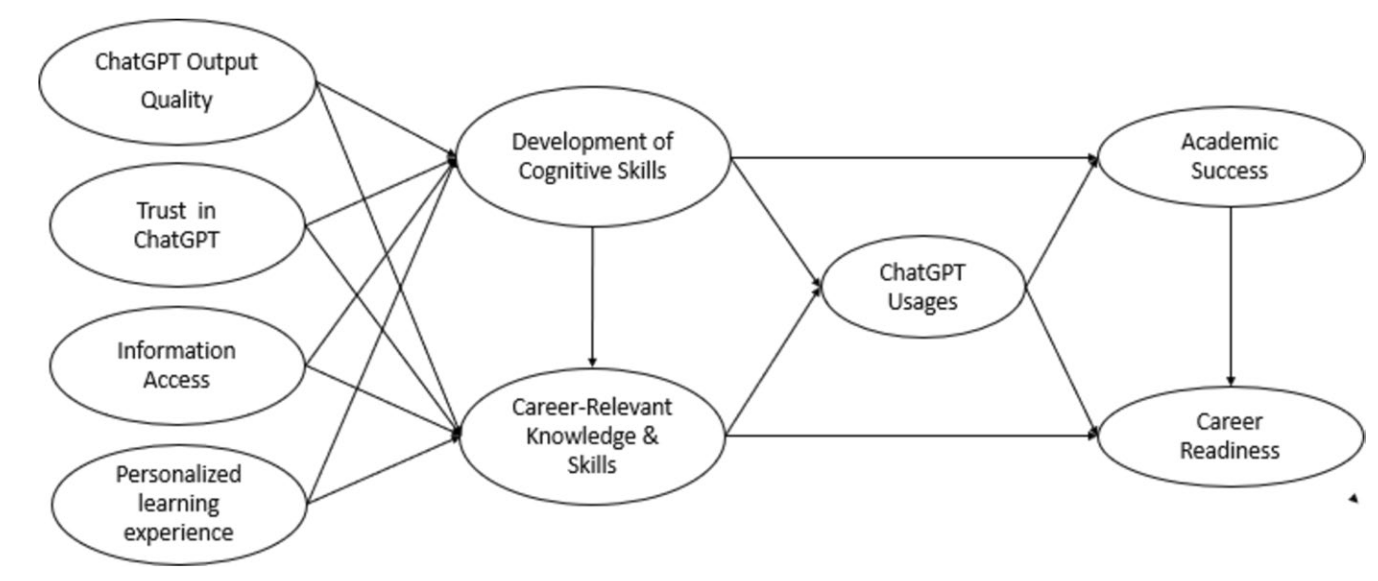 ChatGPT Output
Quality
Trust in
ChatGPT
Information
Access
Personalized
learning
experience
Development of
Cognitive Skills
Career-Relevant
Knowledge &
Skills
ChatGPT
Usages
Academic
Success
Career
Readiness